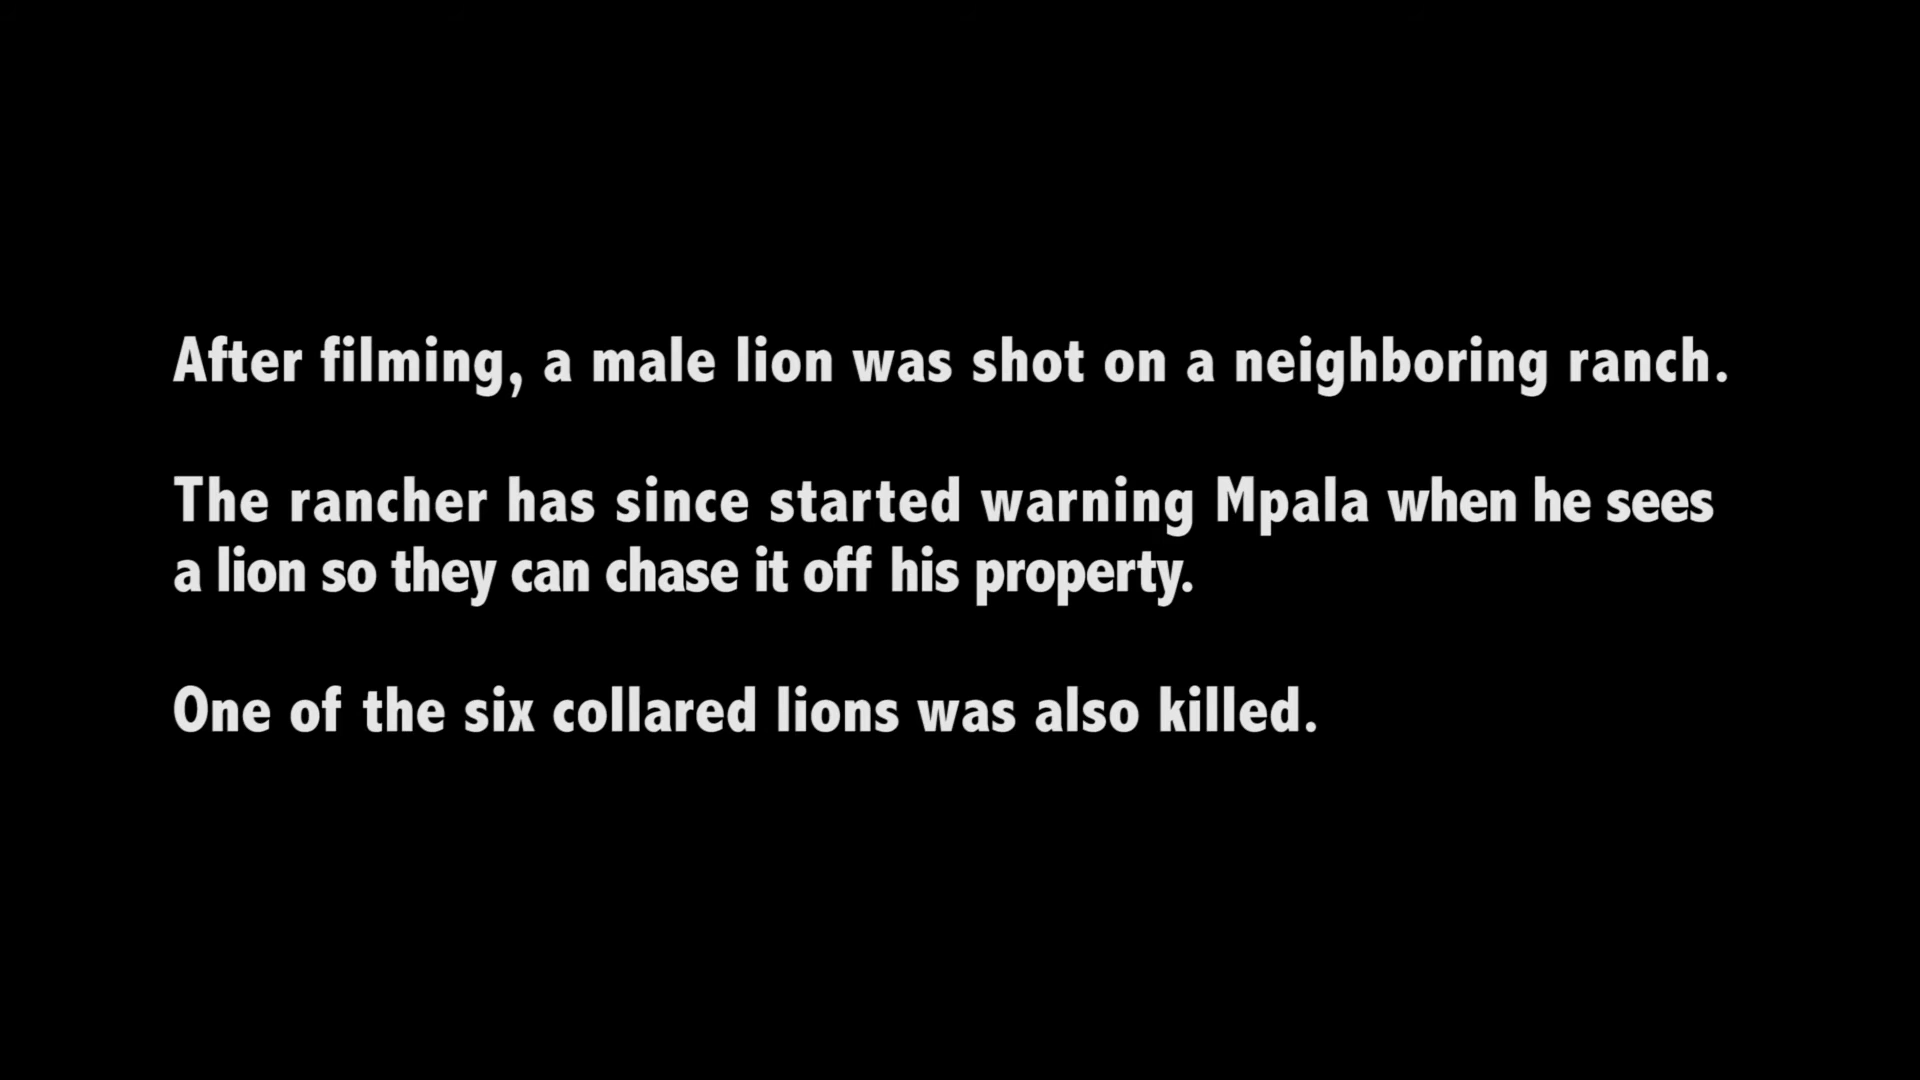 After filming, a male lion was shot on a neighboring ranch.
The rancher has since started warning Mpala when he sees
a lion so they can chase it off his property.
One of the six collared lions was also killed.